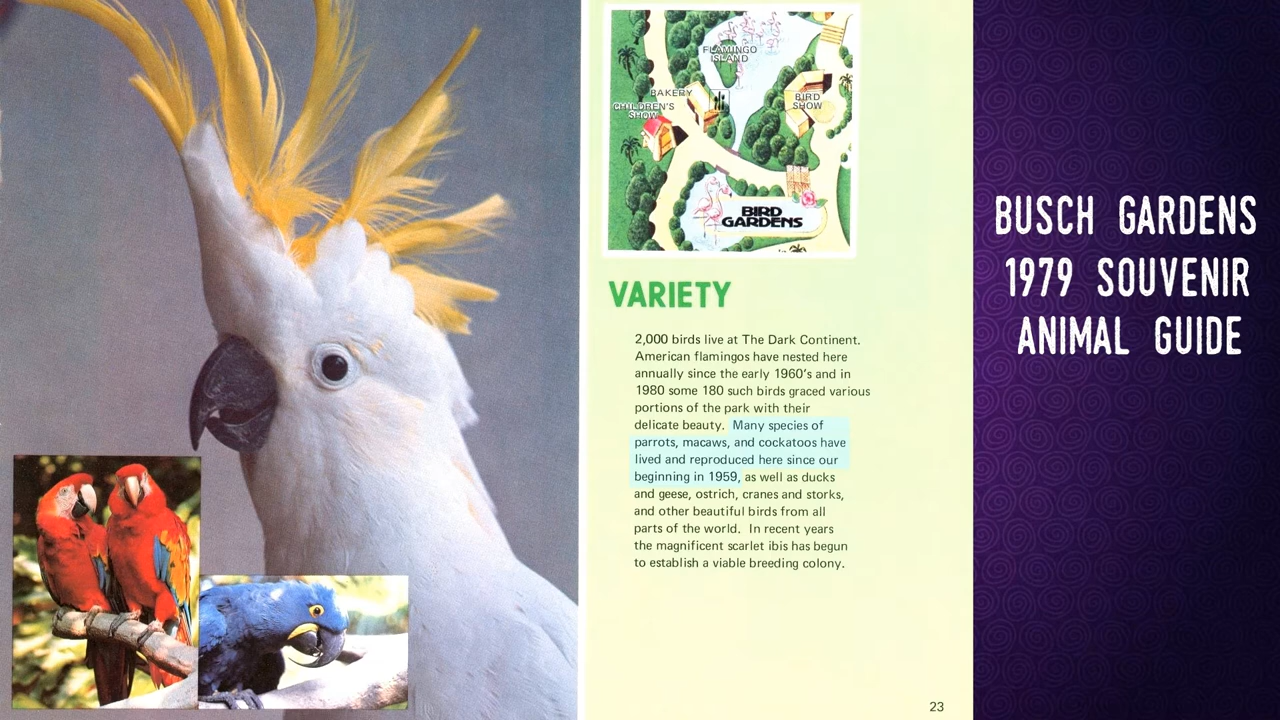 FLAMINGO
ISLAND
BAKERY
CHILDREN'S
SHOW
BIRD
SHOW
BIRD
GARDENS
VARIETY
2,000 birds live at The Dark Continent.
American flamingos have nested here
annually since the early 1960's and in
1980 some 180 such birds graced various
portions of the park with their
delicate beauty. Many species of
parrots, macaws, and cockatoos have
lived and reproduced here since our
beginning in 1959, as well as ducks
and geese, ostrich, cranes and storks,
and other beautiful birds from all
parts of the world. In recent years
the magnificent scarlet ibis has begun
to establish a viable breeding colony.
23
BUSCH GARDENS
1979 SOUVENIR
ANIMAL GUIDE